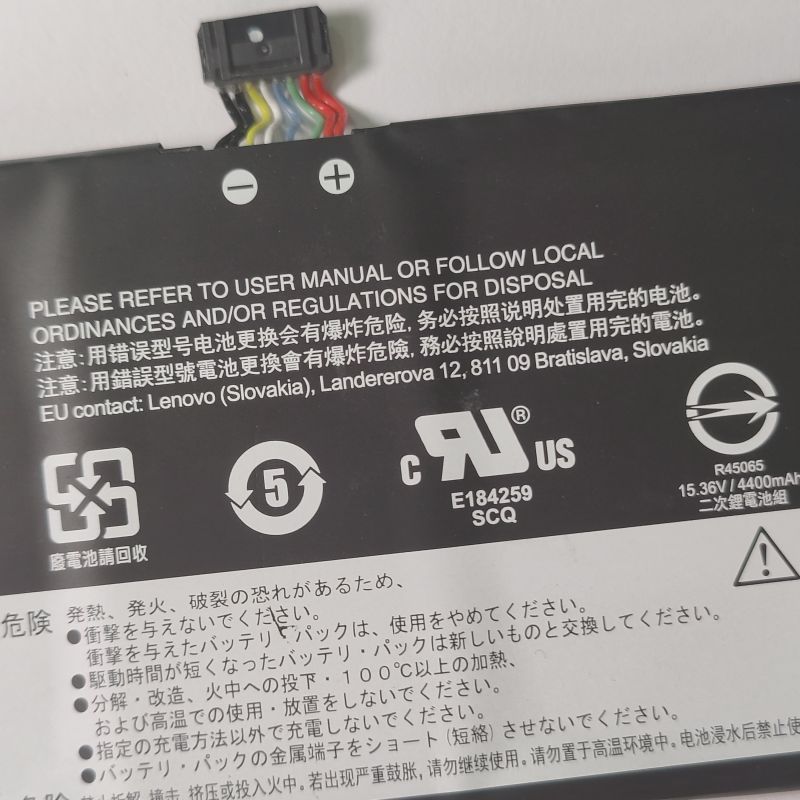 PLEASE REFER TO USER MANUAL OR FOLLOW LOCAL
ORDINANCES AND/OR REGULATIONS FOR DISPOSAL
注意:用错误型号电池更换会有爆炸危险,务必按照说明处置用完的电池。
注意:用錯誤型號電池更換會有爆炸危險,務必按照說明處置用完的電池。
EU contact: Lenovo (Slovakia), Landererova 12, 811 09 Bratislava, Slovakia
5
c RU® US
E184259
SCQ
R45065
15.36V / 4400mAh
二次鋰電池組
廢電池請回收
危険 発熱、発火、破裂の恐れがあるため、
●衝撃を与えないでください。
衝撃を与えたバッテリ・パックは、使用をやめてください。
●駆動時間が短くなったバッテリ・パックは新しいものと交換してください。
●分解・改造、火中への投下・100℃以上の加熱、
および高温での使用・放置をしないでください。
●指定の充電方法以外で充電しないでください。
●バッテリ・パックの金属端子をショート(短絡)させないでください。
禁止拆解、撞击、挤压或投入火中。若出现严重鼓胀,请勿继续使用。请勿置于高温环境中。电池浸水后禁止使